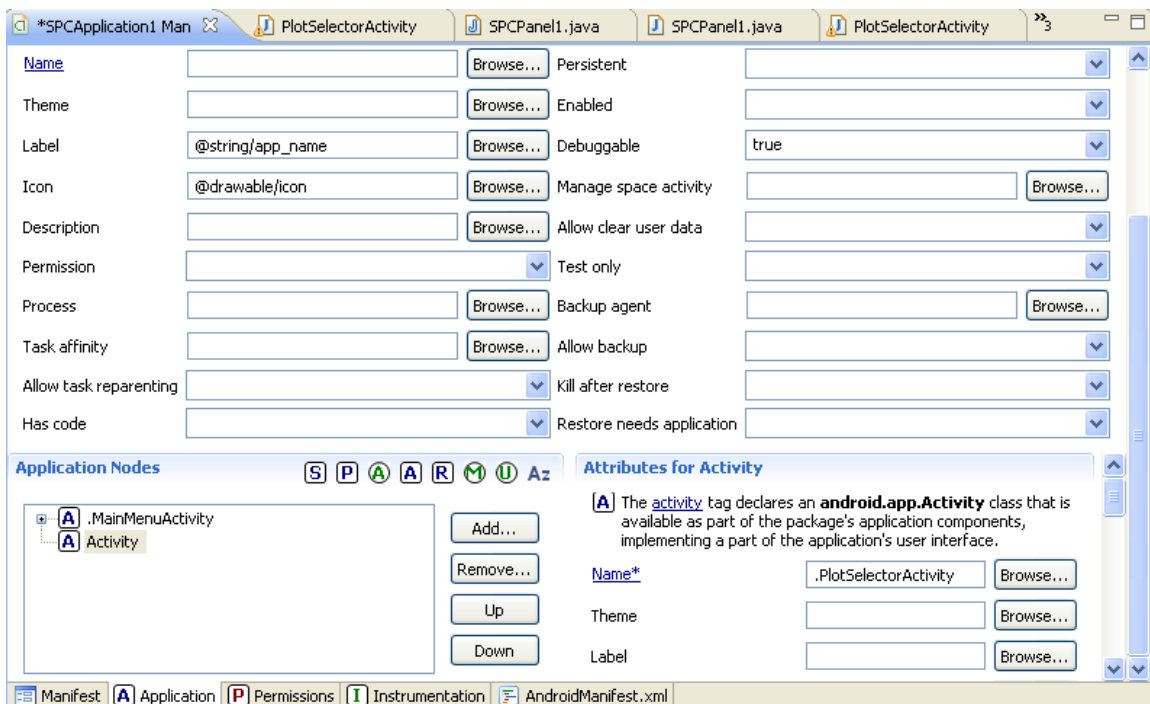 *SPCApplication1 Man PlotSelectorActivity SPCPanel1.java SPCPanel1.java PlotSelectorActivity »3
Name Browse... Persistent
Theme Browse... Enabled
Label @string/app_name Browse... Debuggable true
Icon @drawable/icon Browse... Manage space activity Browse...
Description Browse... Allow clear user data
Permission Test only
Process Browse... Backup agent Browse...
Task affinity Browse... Allow backup
Allow task reparenting Kill after restore
Has code Restore needs application
Application Nodes S P A A R M U Az
.MainMenuActivity
Activity
Add...
Remove...
Up
Down
Attributes for Activity
A The activity tag declares an android.app.Activity class that is
available as part of the package's application components,
implementing a part of the application's user interface.
Name* .PlotSelectorActivity Browse...
Theme Browse...
Label Browse...
Manifest A Application P Permissions I Instrumentation AndroidManifest.xml